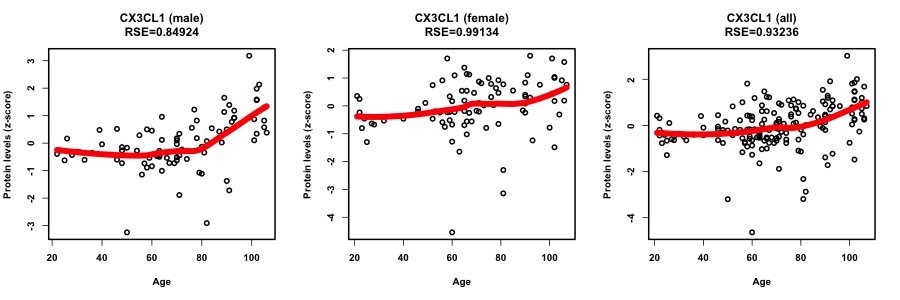 CX3CL1 (male)
RSE=0.84924
Protein levels (z-score)
3
2
1
0
-1
-2
-3
20 40 60 80 100
Age
CX3CL1 (female)
RSE=0.99134
Protein levels (z-score)
2
1
0
-1
-2
-3
-4
20 40 60 80 100
Age
CX3CL1 (all)
RSE=0.93236
Protein levels (z-score)
2
0
-2
-4
20 40 60 80 100
Age